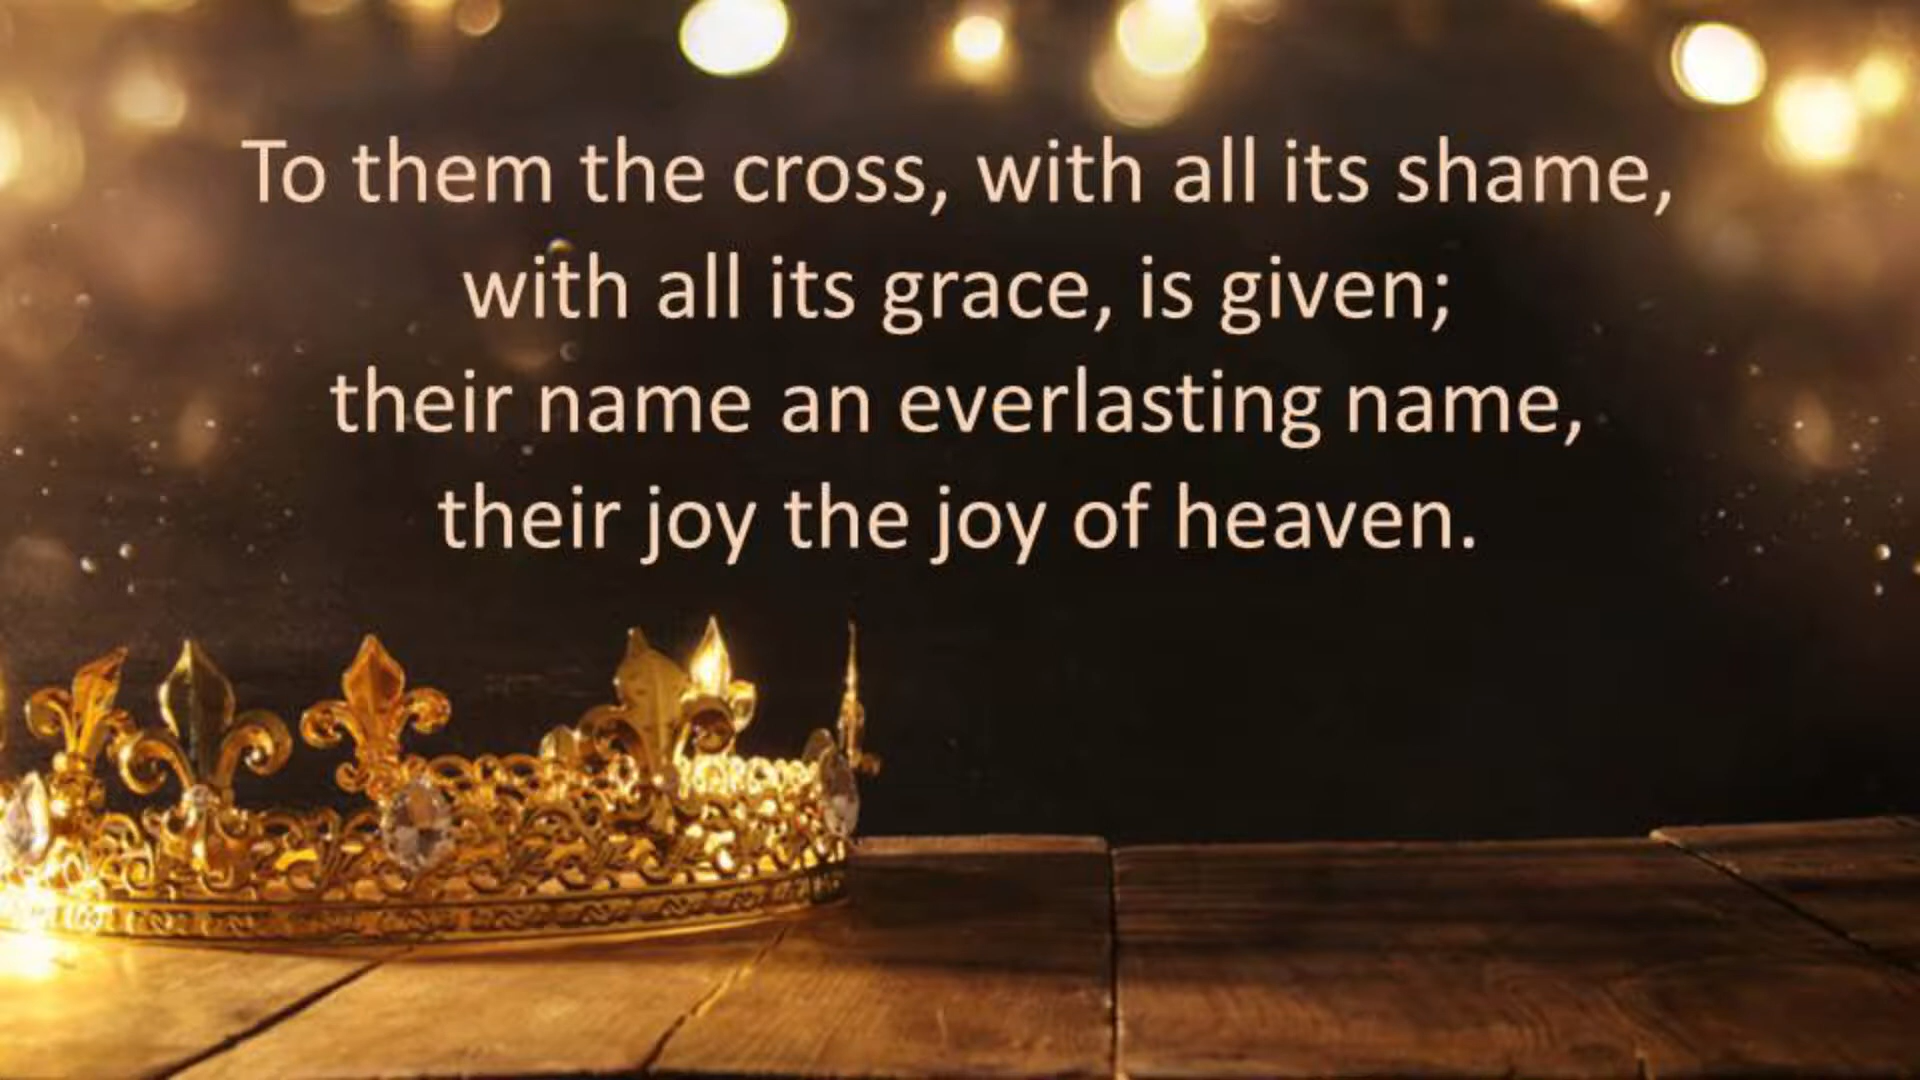 To them the cross, with all its shame,
with all its grace, is given;
their name an everlasting name,
their joy the joy of heaven.